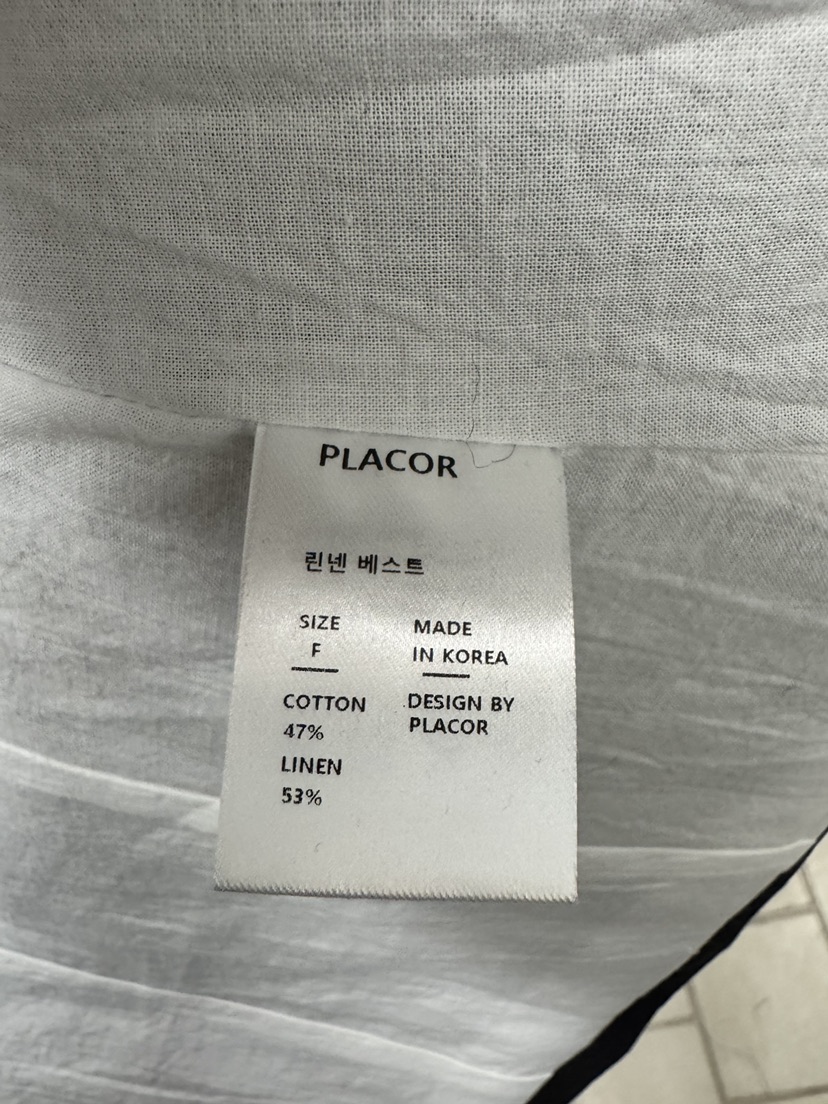 PLACOR
린넨 베스트
SIZE
F
MADE
IN KOREA
COTTON
47%
LINEN
53%
DESIGN BY
PLACOR